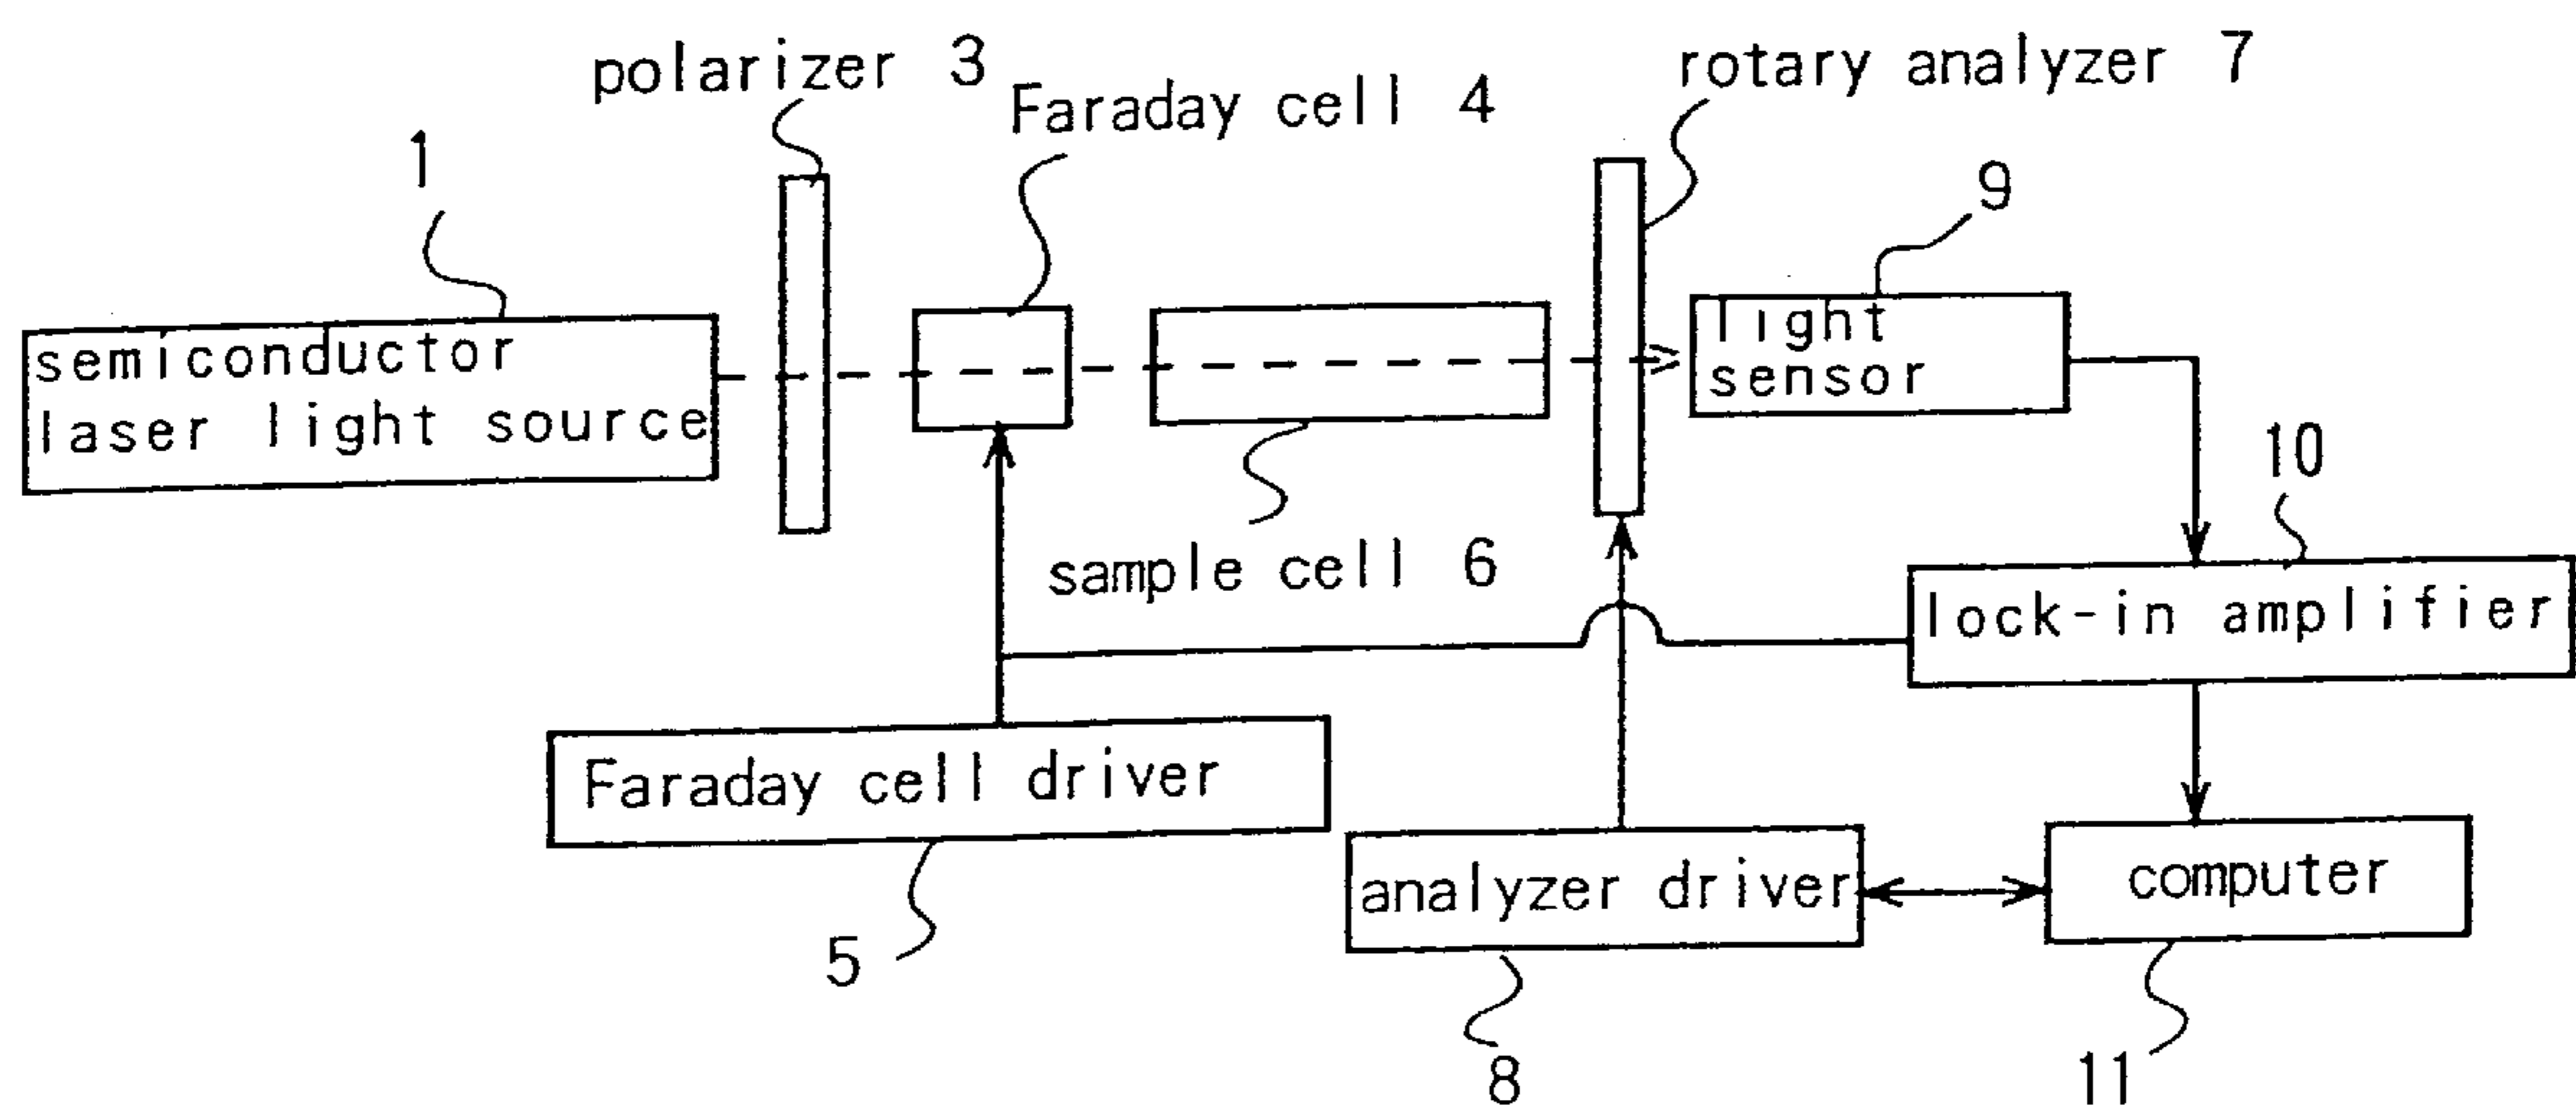 polarizer 3
Faraday cell 4
rotary analyzer 7
1
9
semiconductor
laser light source
light
sensor
10
sample cell 6
lock-in amplifier
Faraday cell driver
analyzer driver
computer
5
8
11